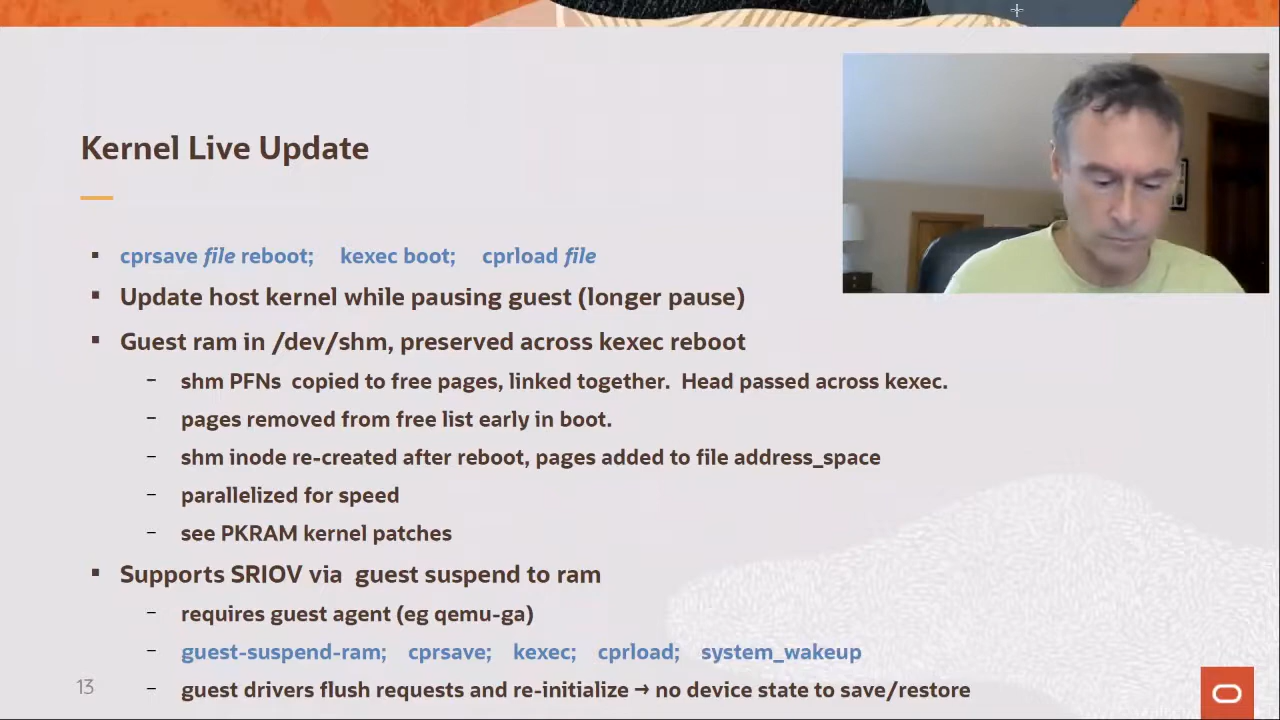 Kernel Live Update
cprsave file reboot; kexec boot; cprload file
Update host kernel while pausing guest (longer pause)
Guest ram in /dev/shm, preserved across kexec reboot
– shm PFNs copied to free pages, linked together. Head passed across kexec.
– pages removed from free list early in boot.
– shm inode re-created after reboot, pages added to file address_space
– parallelized for speed
– see PKRAM kernel patches
Supports SRIOV via guest suspend to ram
– requires guest agent (eg qemu-ga)
– guest-suspend-ram; cprsave; kexec; cprload; system_wakeup
– guest drivers flush requests and re-initialize → no device state to save/restore
13